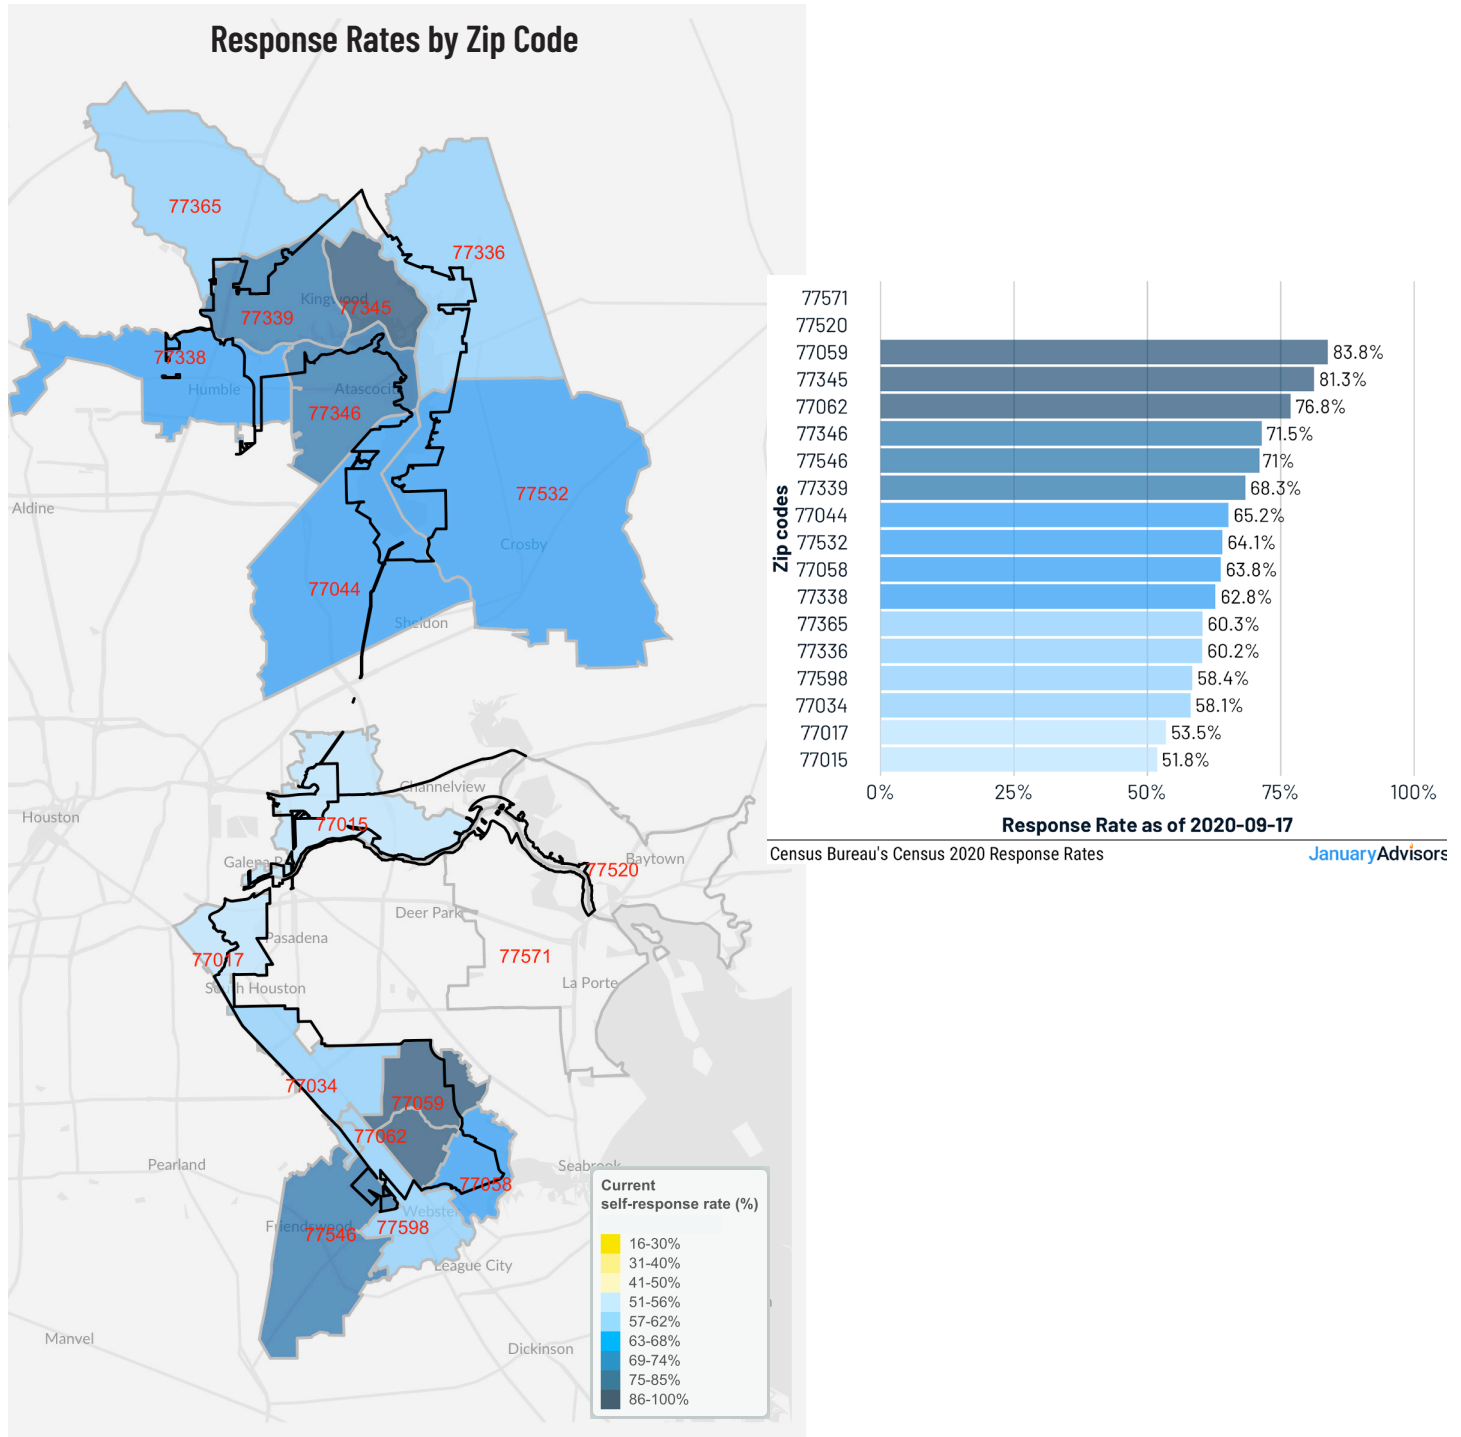 Response Rates by Zip Code
77365
77336
Kingwood
77345
77339
77338
Humble
77346
77532
Aldine
Crosby
77044
Sheldon
Channelview
Houston
77015
Baytown
77520
Deer Park
Pasadena
77571
77017
South Houston
La Porte
77034
77059
77062
Pearland
Seabrook
77058
Webster
77598
Friendswood
77546
League City
Manvel
Dickinson
Current
self-response rate (%)
16-30%
31-40%
41-50%
51-56%
57-62%
63-68%
69-74%
75-85%
86-100%
Zip codes
77571
77520
77059 83.8%
77345 81.3%
77062 76.8%
77346 71.5%
77546 71%
77339 68.3%
77044 65.2%
77532 64.1%
77058 63.8%
77338 62.8%
77365 60.3%
77336 60.2%
77598 58.4%
77034 58.1%
77017 53.5%
77015 51.8%
0% 25% 50% 75% 100%
Response Rate as of 2020-09-17
Census Bureau's Census 2020 Response Rates
JanuaryAdvisors